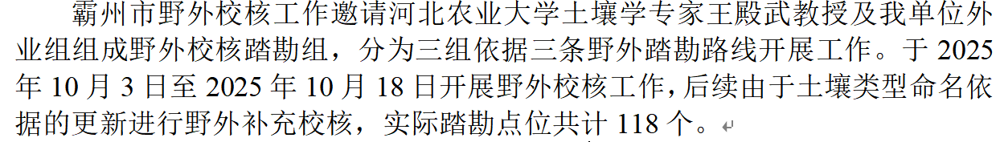 霸州市野外校核工作邀请河北农业大学土壤学专家王殿武教授及我单位外
业组组成野外校核踏勘组，分为三组依据三条野外踏勘路线开展工作。于 2025
年 10 月 3 日至 2025 年 10 月 18 日开展野外校核工作，后续由于土壤类型命名依
据的更新进行野外补充校核，实际踏勘点位共计 118 个。